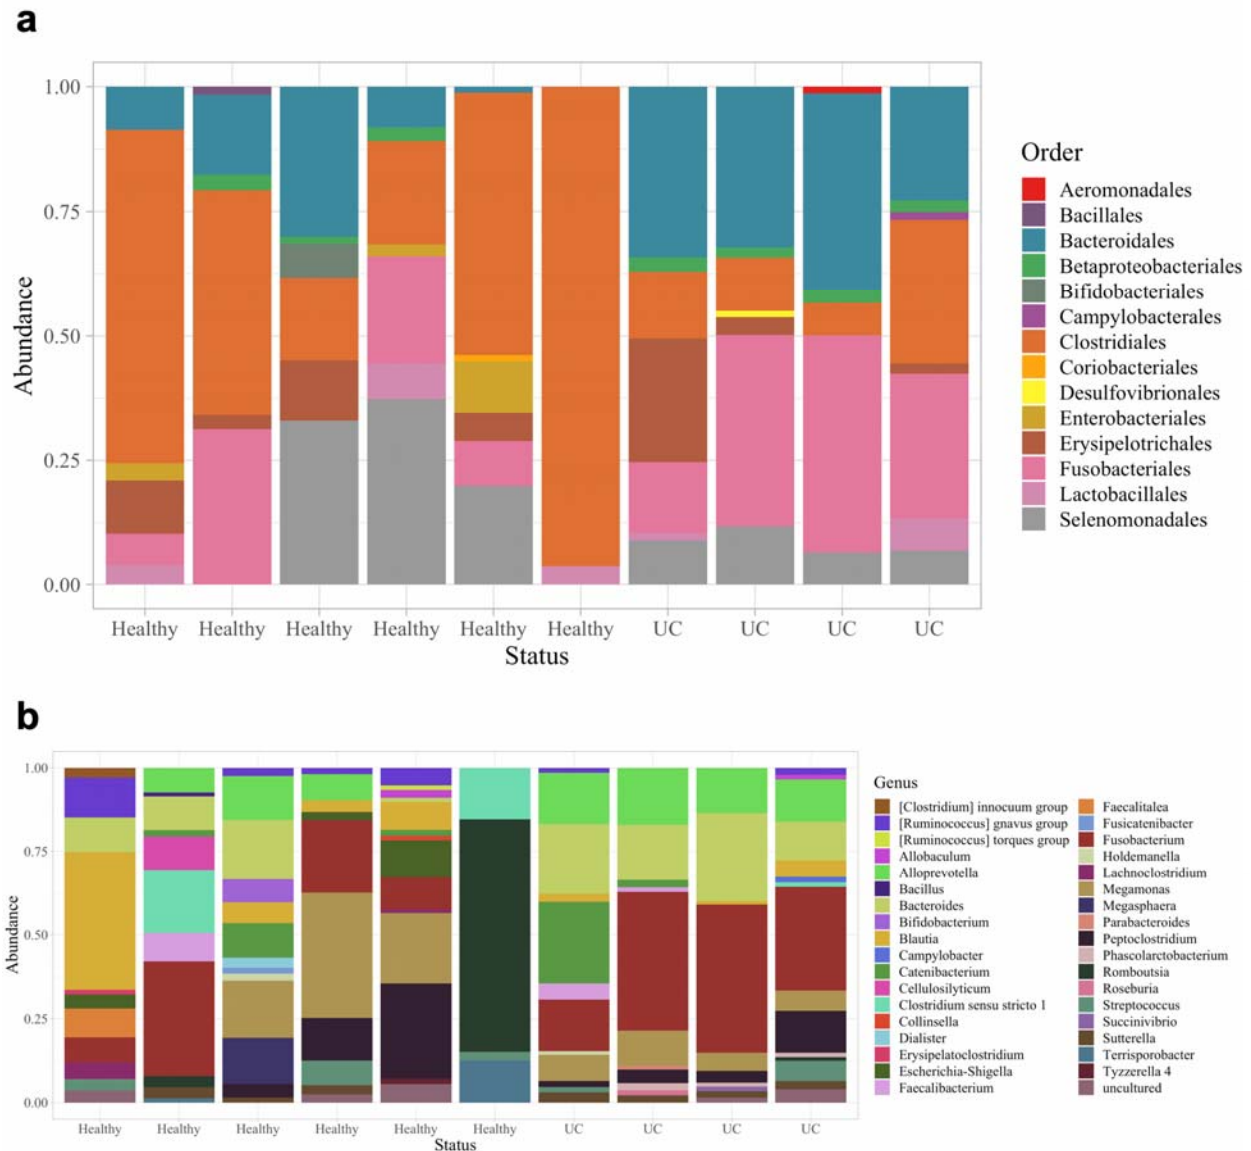 a
1.00
0.75
0.50
0.25
0.00
Abundance
Healthy Healthy Healthy Healthy Healthy Healthy UC UC UC UC
Status
Order
Aeromonadales
Bacillales
Bacteroidales
Betaproteobacteriales
Bifidobacteriales
Campylobacterales
Clostridiales
Coriobacteriales
Desulfovibrionales
Enterobacteriales
Erysipelotrichales
Fusobacteriales
Lactobacillales
Selenomonadales
b
1.00
0.75
0.50
0.25
0.00
Abundance
Healthy Healthy Healthy Healthy Healthy Healthy UC UC UC UC
Status
Genus
[Clostridium] innocuum group
[Ruminococcus] gnavus group
[Ruminococcus] torques group
Allobaculum
Alloprevotella
Bacillus
Bacteroides
Bifidobacterium
Blautia
Campylobacter
Catenibacterium
Cellulosilyticum
Clostridium sensu stricto 1
Collinsella
Dialister
Erysipelatoclostridium
Escherichia-Shigella
Faecalibacterium
Faecalitalea
Fusicatenibacter
Fusobacterium
Holdemanella
Lachnoclostridium
Megamonas
Megasphaera
Parabacteroides
Peptoclostridium
Phascolarctobacterium
Romboutsia
Roseburia
Streptococcus
Succinivibrio
Sutterella
Terrisporobacter
Tyzzerella 4
uncultured